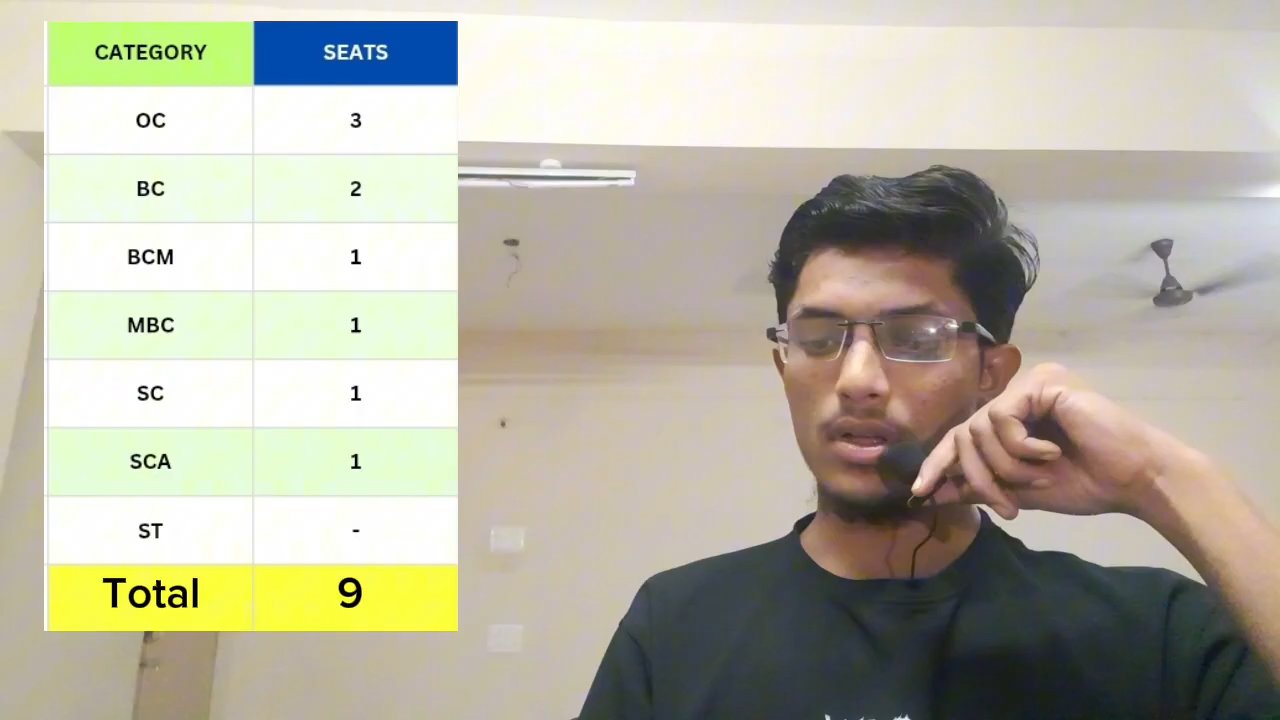 CATEGORY SEATS
OC 3
BC 2
BCM 1
MBC 1
SC 1
SCA 1
ST -
Total 9